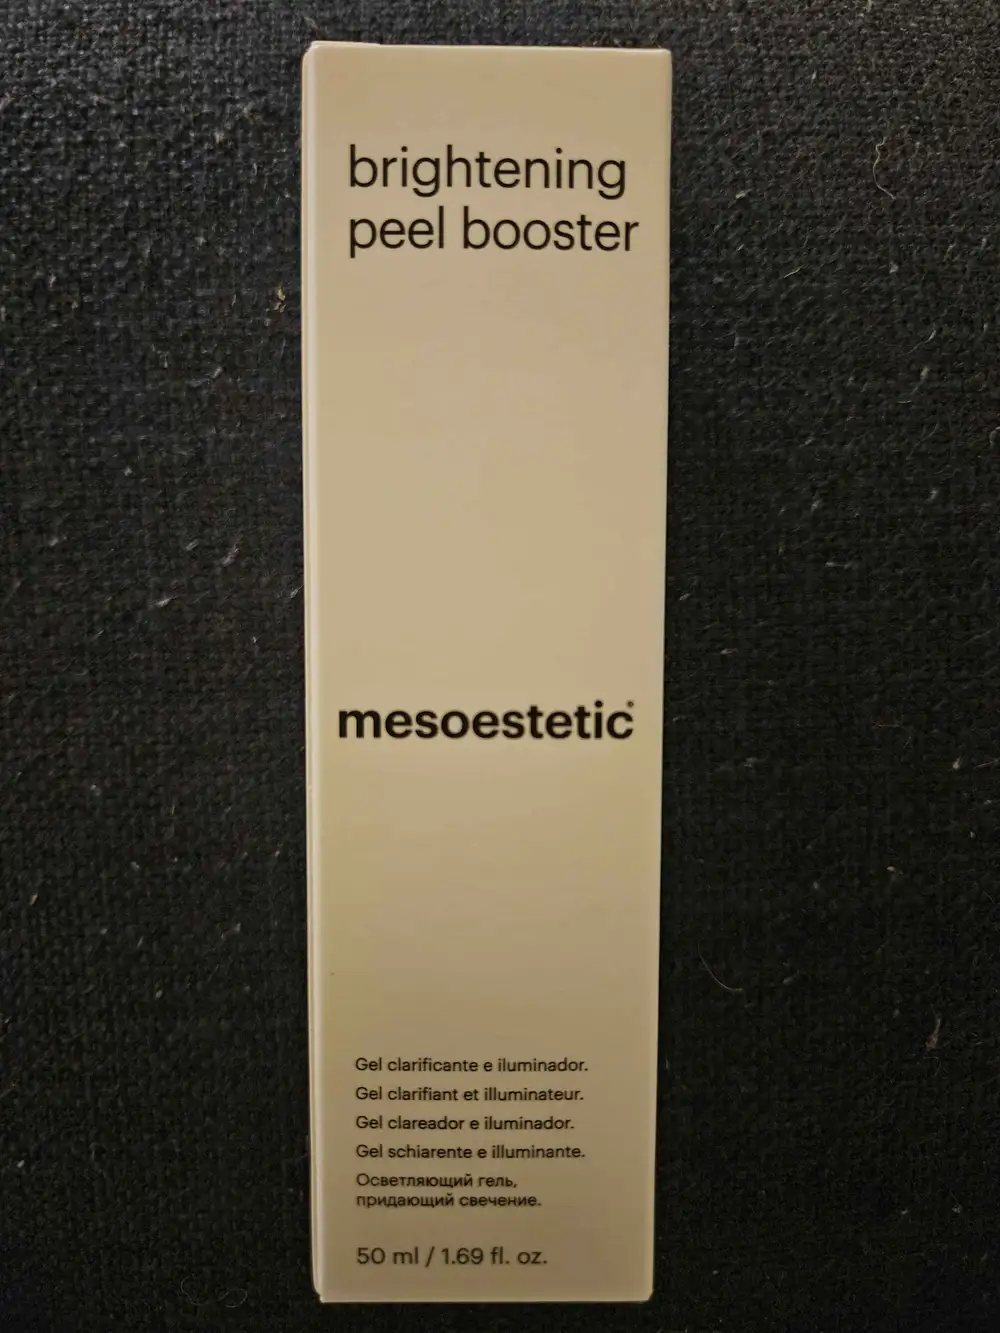 brightening
peel booster
mesoestetic®
Gel clarificante e iluminador.
Gel clarifiant et illuminateur.
Gel clareador e iluminador.
Gel schiarente e illuminante.
Осветляющий гель,
придающий свечение.
50 ml / 1.69 fl. oz.